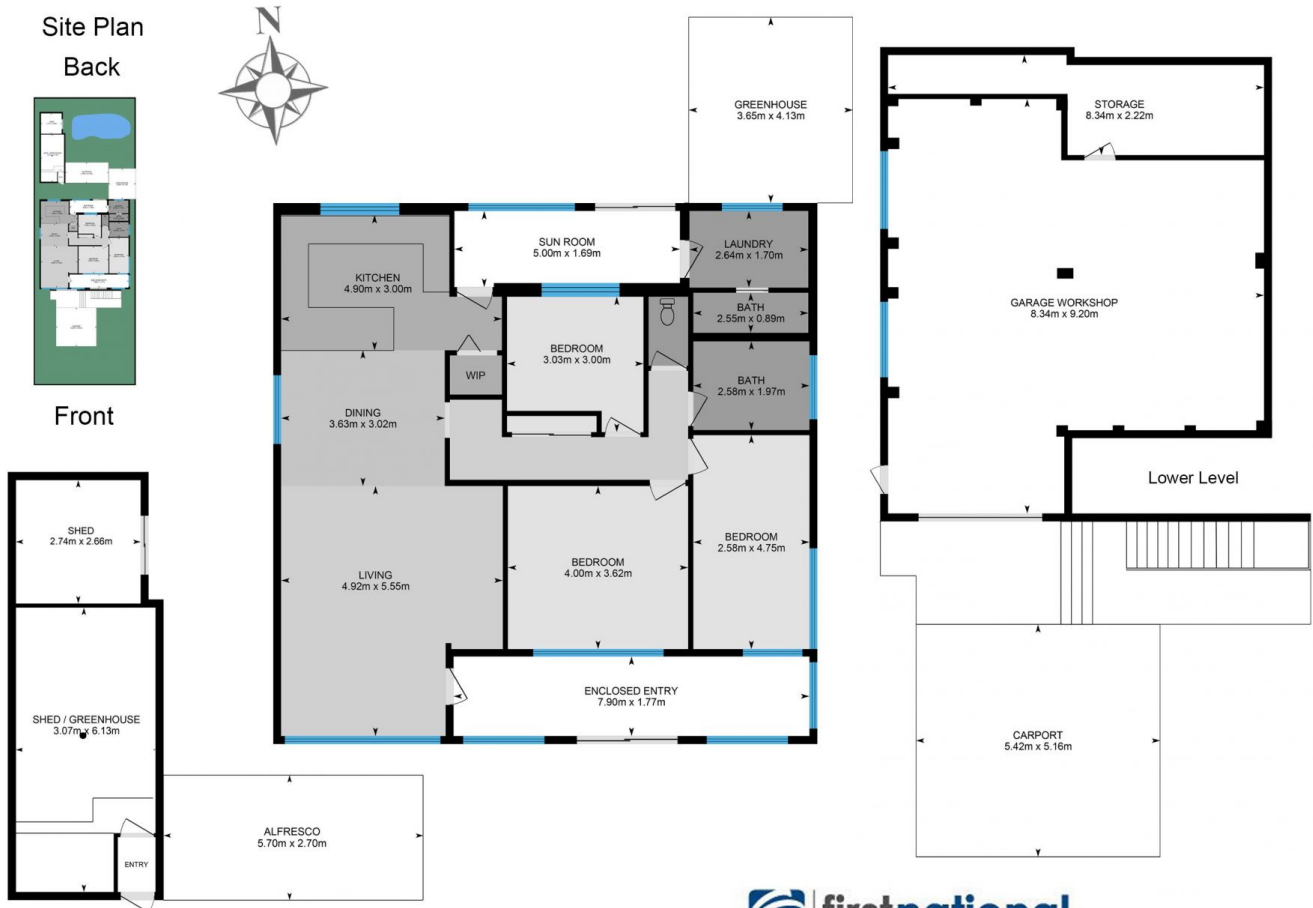 Site Plan
Back
N
Front
GREENHOUSE
3.65m x 4.13m
SUN ROOM
5.00m x 1.69m
LAUNDRY
2.64m x 1.70m
KITCHEN
4.90m x 3.00m
BATH
2.55m x 0.89m
BEDROOM
3.03m x 3.00m
WIP
BATH
2.58m x 1.97m
DINING
3.63m x 3.02m
LIVING
4.92m x 5.55m
BEDROOM
4.00m x 3.62m
BEDROOM
2.58m x 4.75m
ENCLOSED ENTRY
7.90m x 1.77m
STORAGE
8.34m x 2.22m
GARAGE WORKSHOP
8.34m x 9.20m
Lower Level
CARPORT
5.42m x 5.16m
SHED
2.74m x 2.66m
SHED / GREENHOUSE
3.07m x 6.13m
ENTRY
ALFRESCO
5.70m x 2.70m
firstnational